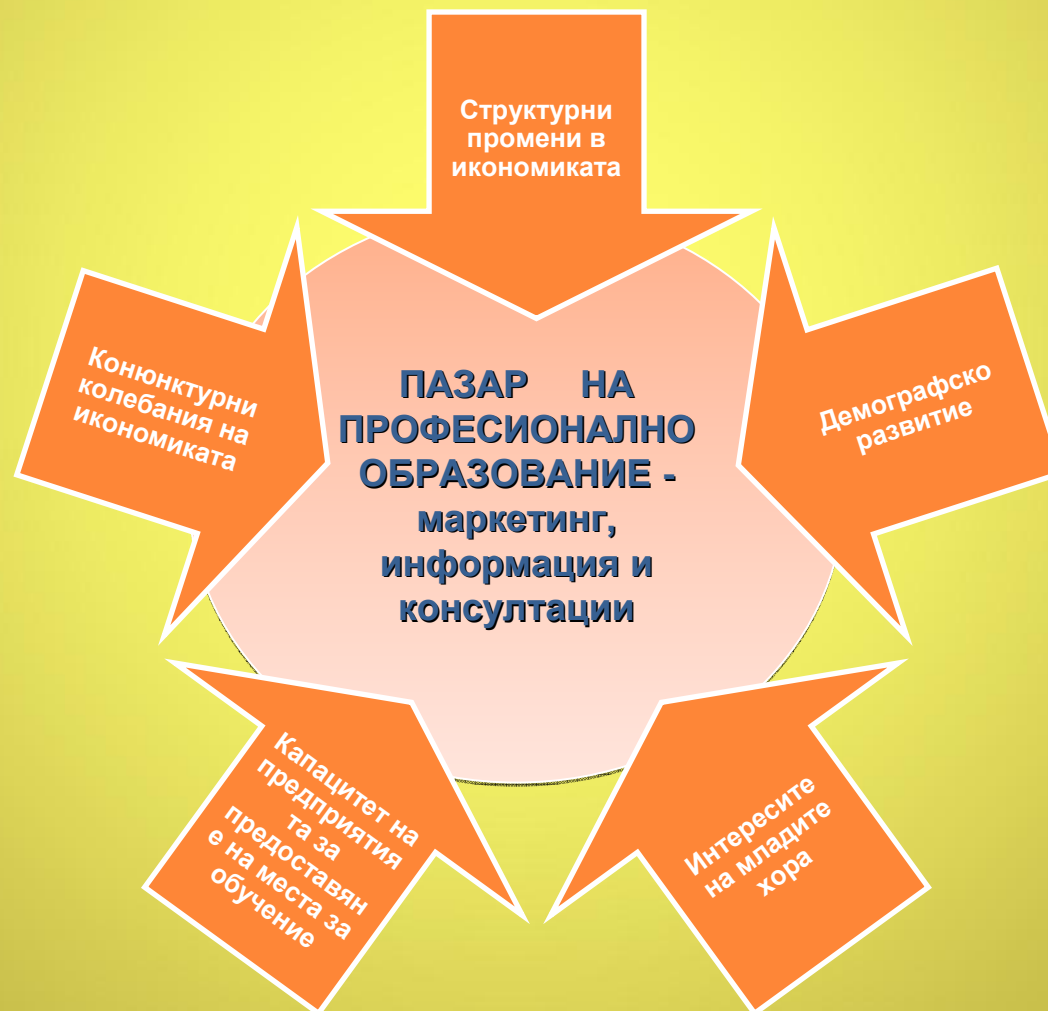 Структурни
промени в
икономиката
Конюнктурни
колебания на
икономиката
ПАЗАР НА
ПРОФЕСИОНАЛНО
ОБРАЗОВАНИЕ -
маркетинг,
информация и
консултации
Демографско
развитие
Капацитет на
предприятия
та за
предоставян
е на места за
обучение
Интересите
на младите
хора